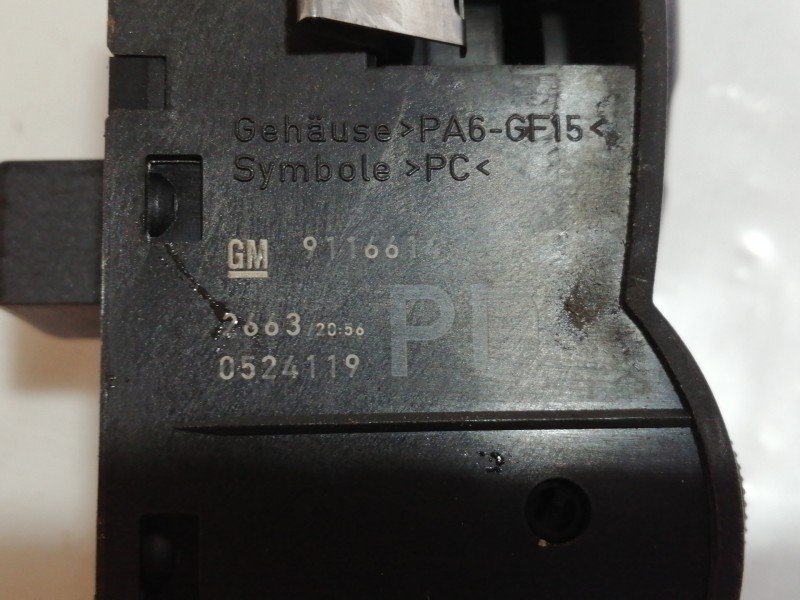 Gehäuse >PA6-GF15<
Symbole >PC<
GM
2663/20:56
0524119